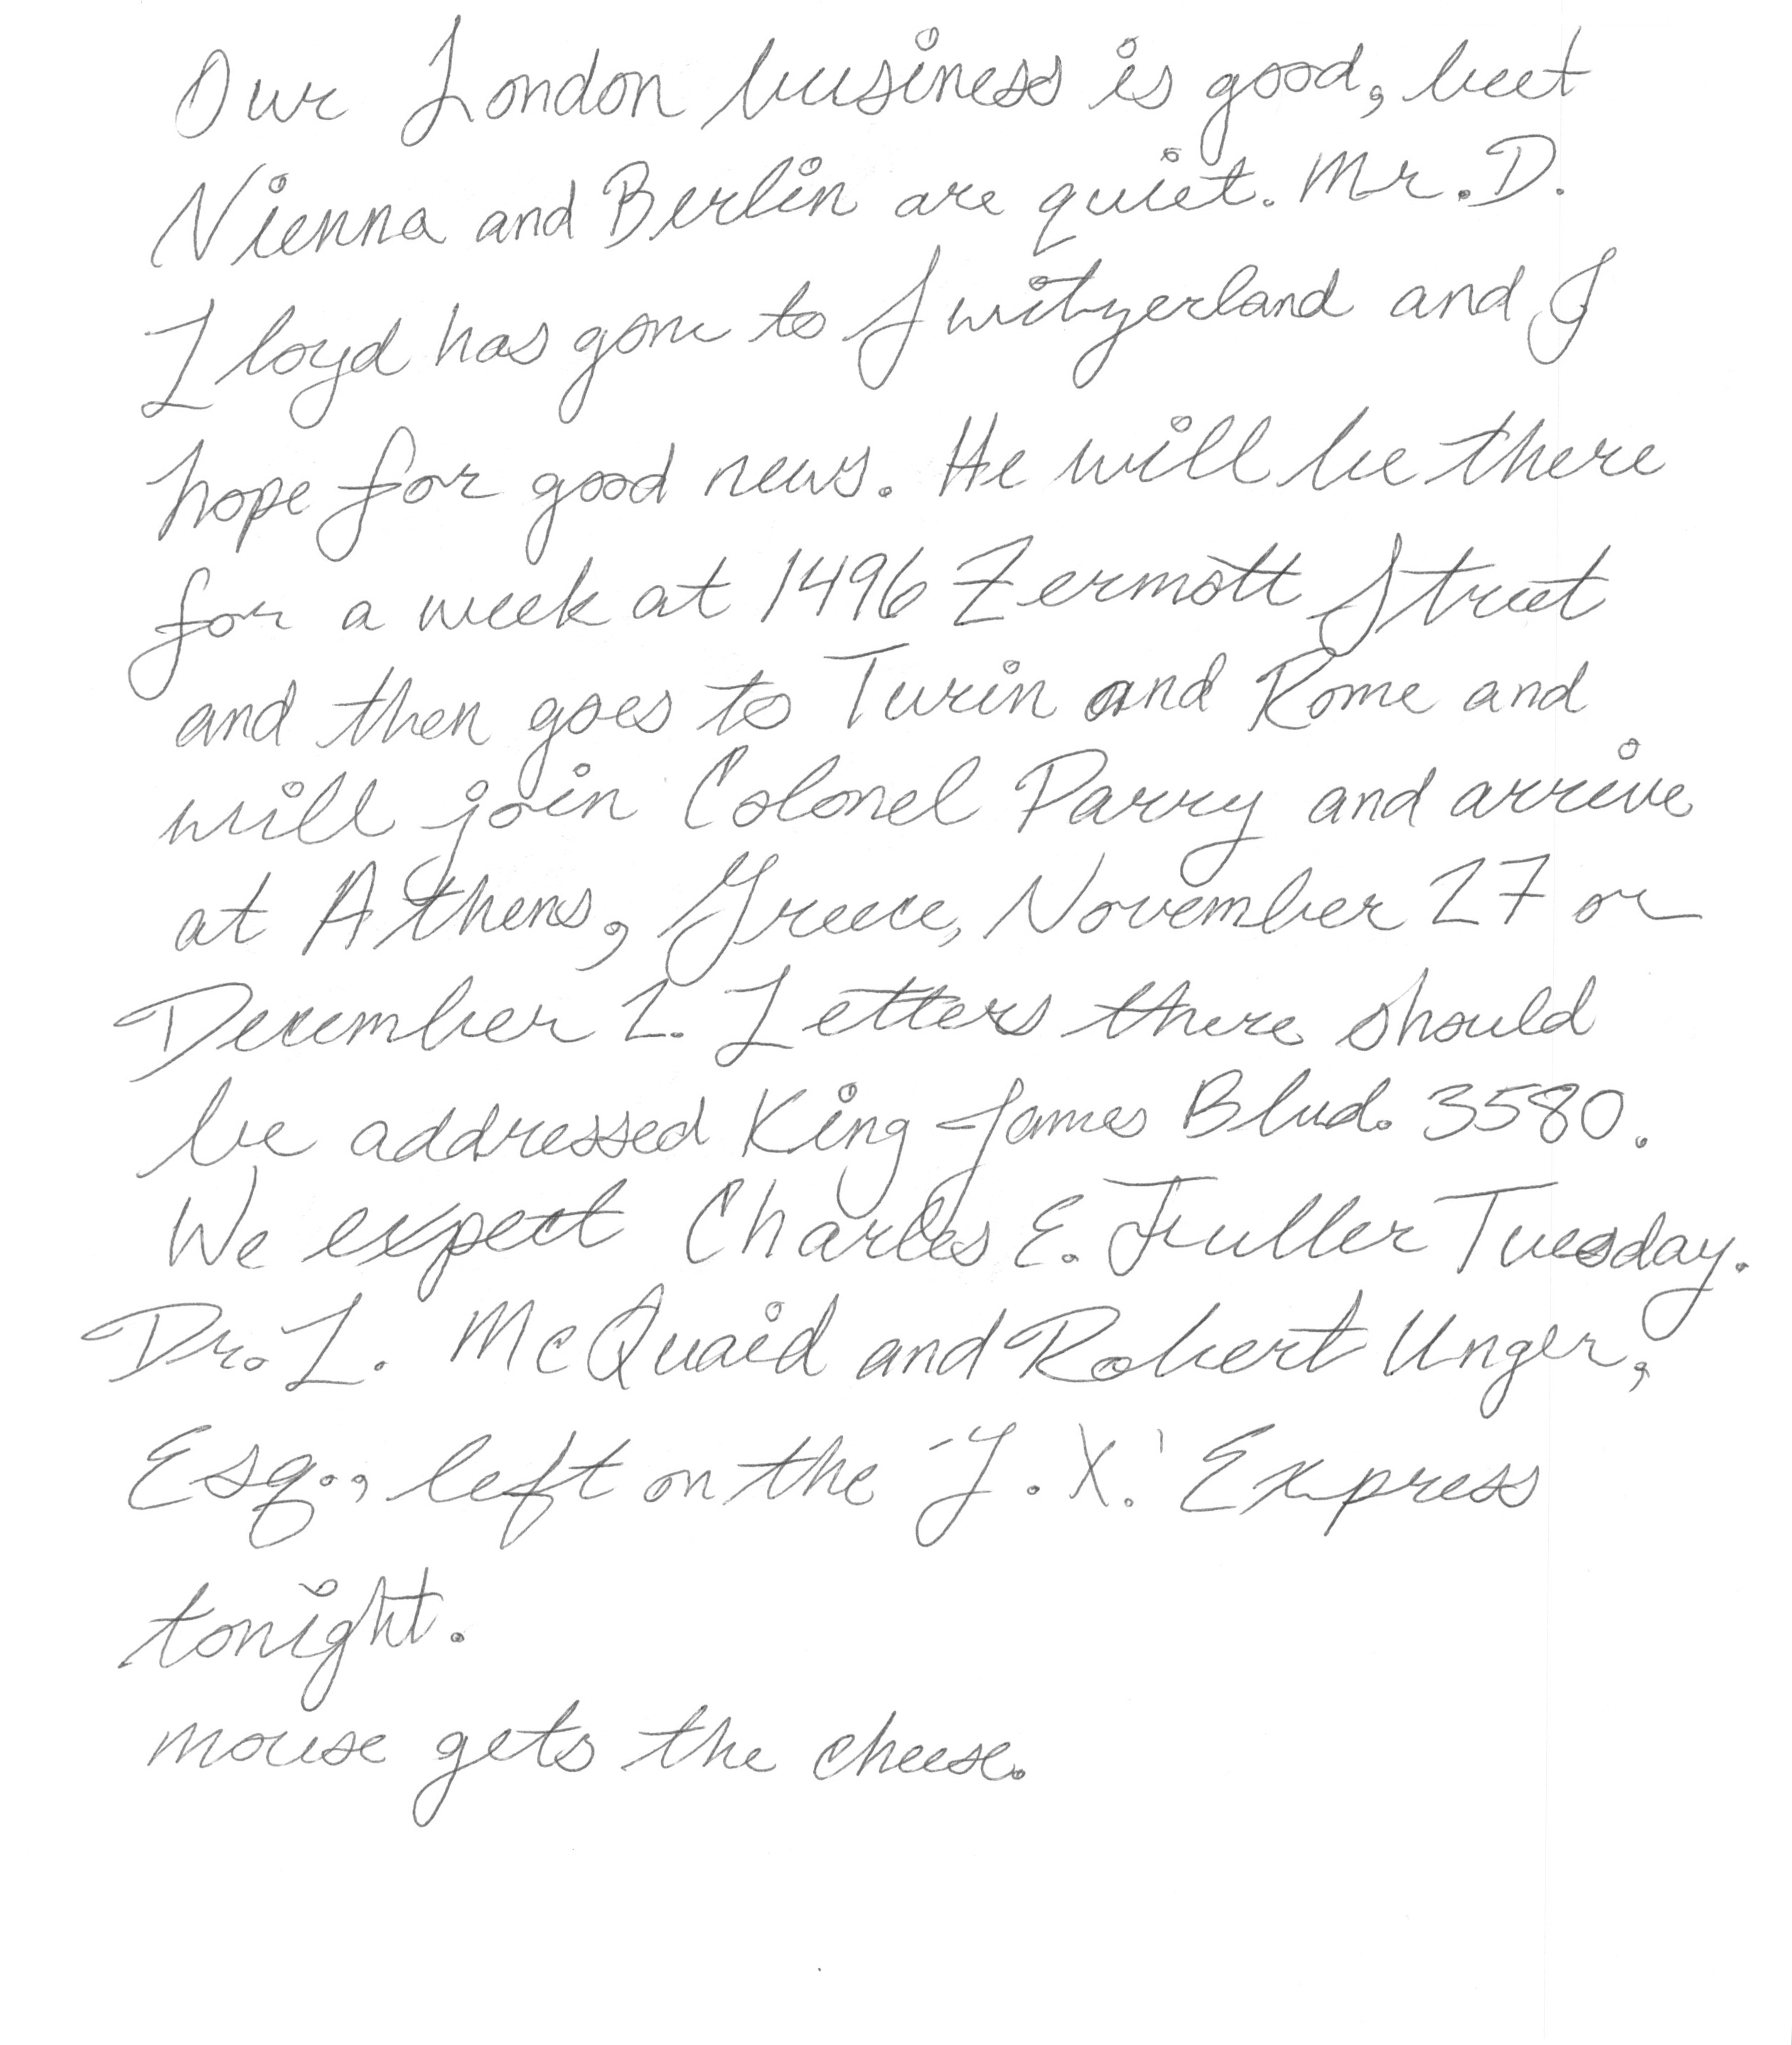 Our London business is good, but
Vienna and Berlin are quiet. Mr. D.
Lloyd has gone to Switzerland and I
hope for good news. He will be there
for a week at 1496 Zermott Street
and then goes to Turin and Rome and
will join Colonel Parry and arrive
at Athens, Greece, November 27 or
December 2. Letters there should
be addressed King James Blvd. 3580.
We expect Charles E. Fuller Tuesday.
Dr. L. McQuaid and Robert Unger,
Esq., left on the 'Y.X.' Express
tonight.
mouse gets the cheese.